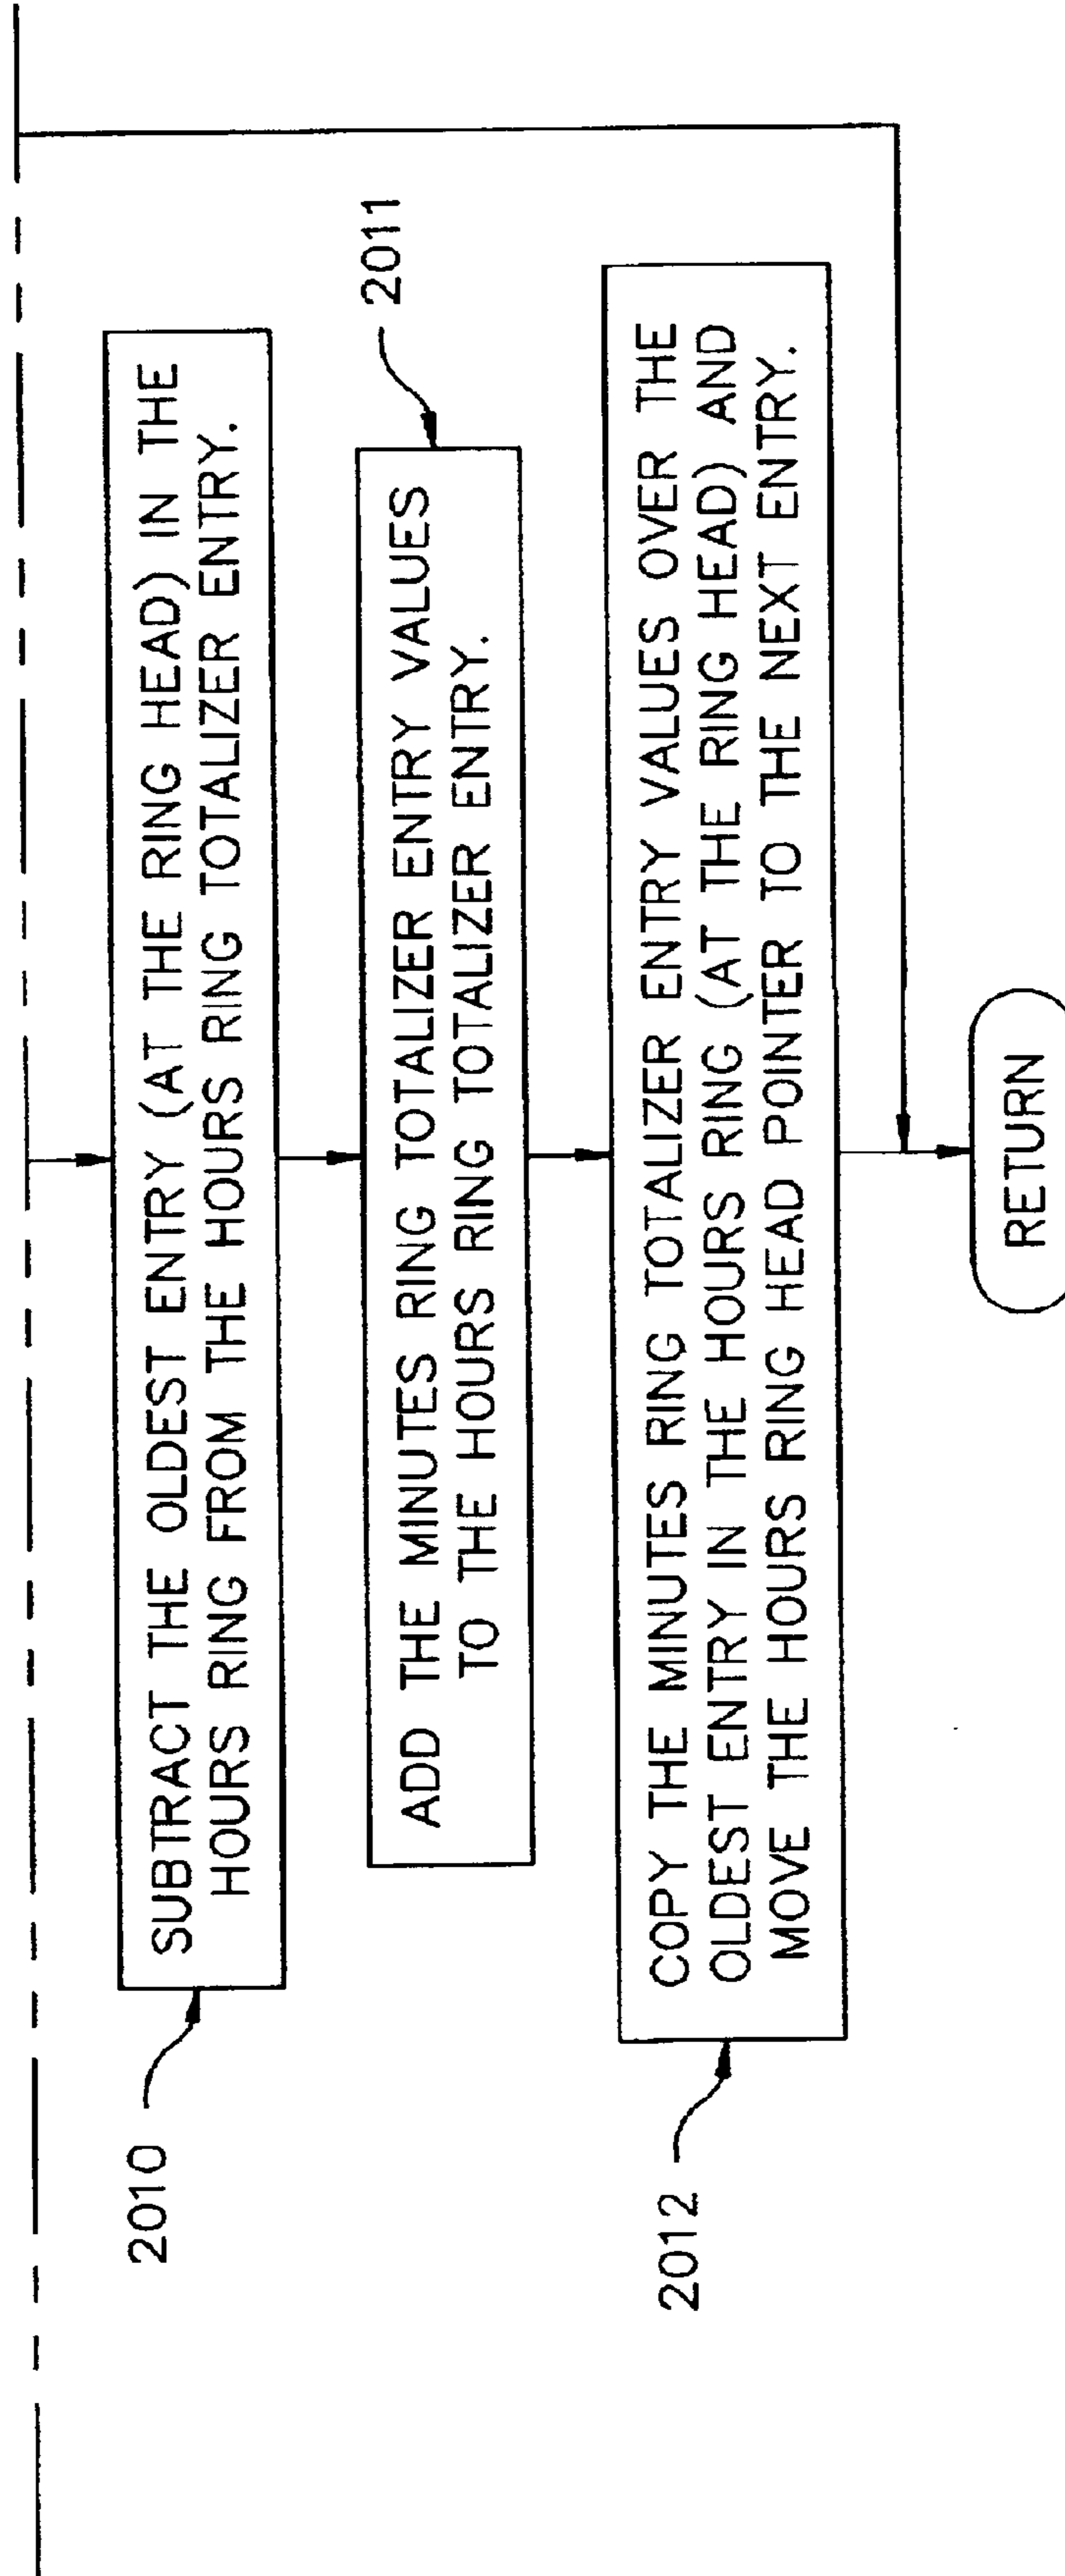 2010
SUBTRACT THE OLDEST ENTRY (AT THE RING HEAD) IN THE
HOURS RING FROM THE HOURS RING TOTALIZER ENTRY.
2011
ADD THE MINUTES RING TOTALIZER ENTRY VALUES
TO THE HOURS RING TOTALIZER ENTRY.
2012
COPY THE MINUTES RING TOTALIZER ENTRY VALUES OVER THE
OLDEST ENTRY IN THE HOURS RING (AT THE RING HEAD) AND
MOVE THE HOURS RING HEAD POINTER TO THE NEXT ENTRY.
RETURN